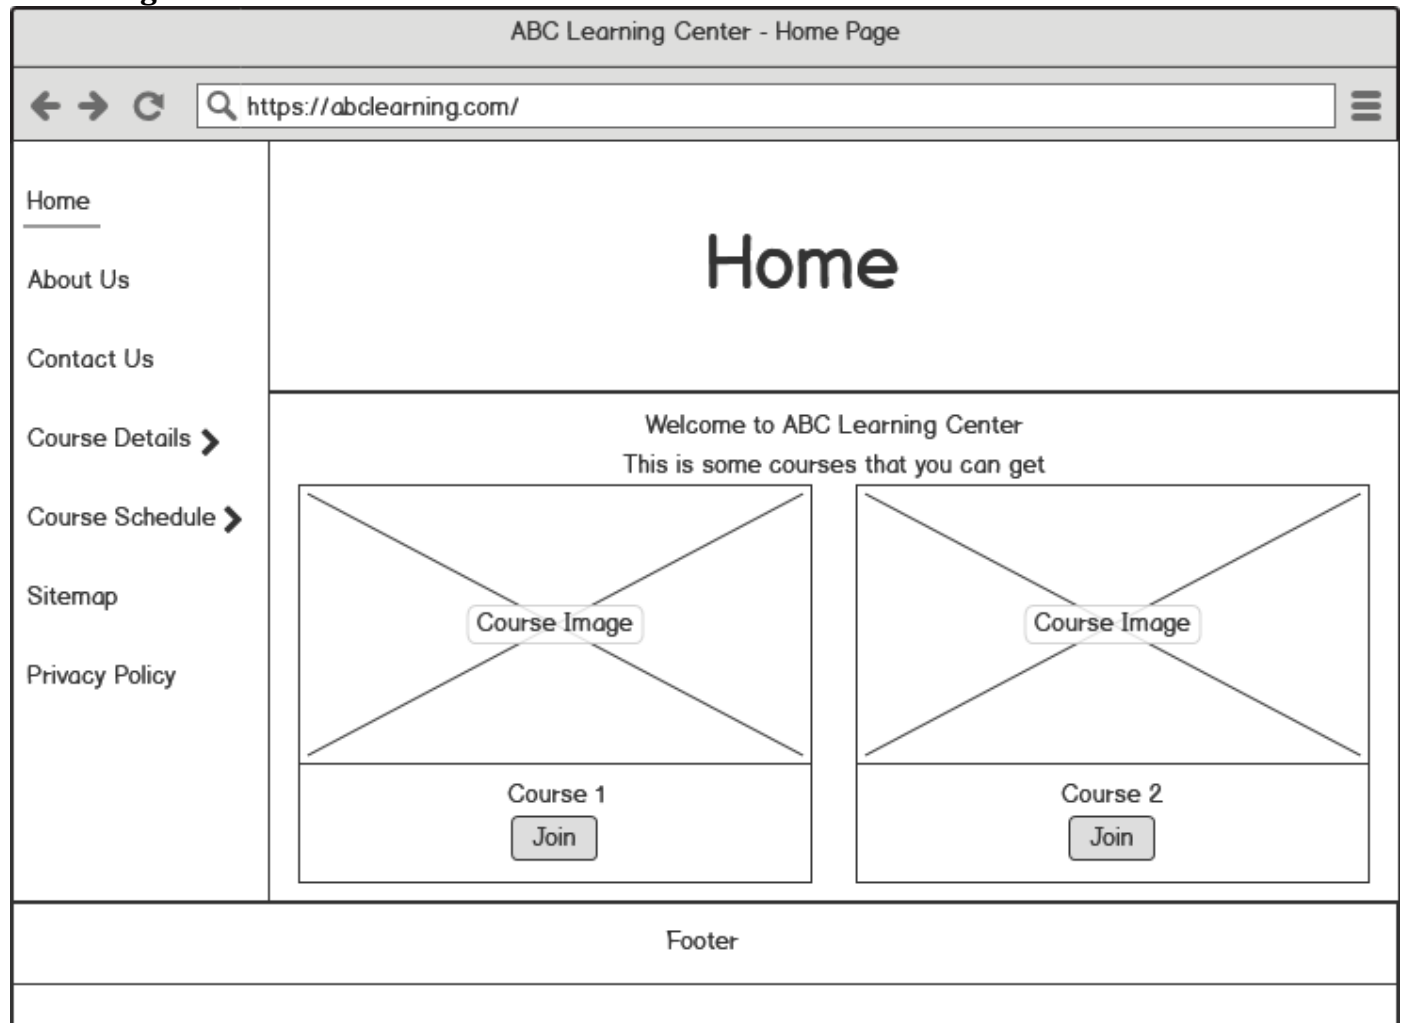 ABC Learning Center - Home Page
https://abclearning.com/
Home
About Us
Contact Us
Course Details
Course Schedule
Sitemap
Privacy Policy
Home
Welcome to ABC Learning Center
This is some courses that you can get
Course Image
Course 1
Join
Course Image
Course 2
Join
Footer